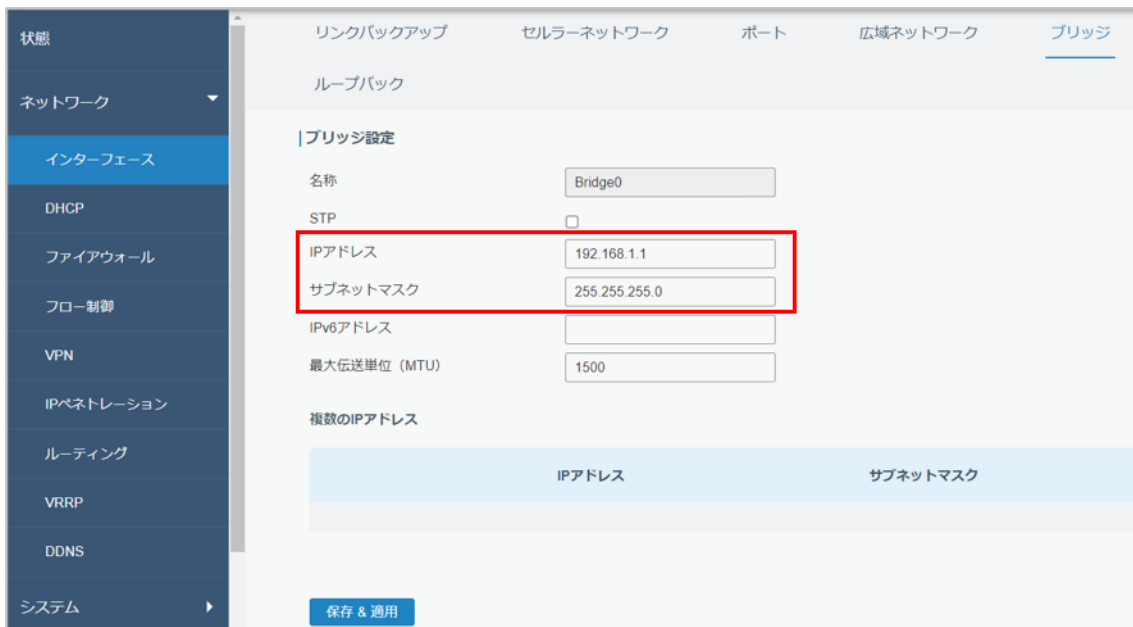 状態
ネットワーク
インターフェース
DHCP
ファイアウォール
フロー制御
VPN
IPペネトレーション
ルーティング
VRRP
DDNS
システム
リンクバックアップ
セルラーネットワーク
ポート
広域ネットワーク
ブリッジ
ループバック
ブリッジ設定
名称 Bridge0
STP
IPアドレス 192.168.1.1
サブネットマスク 255.255.255.0
IPv6アドレス
最大伝送単位（MTU） 1500
複数のIPアドレス
IPアドレス サブネットマスク
保存 & 適用